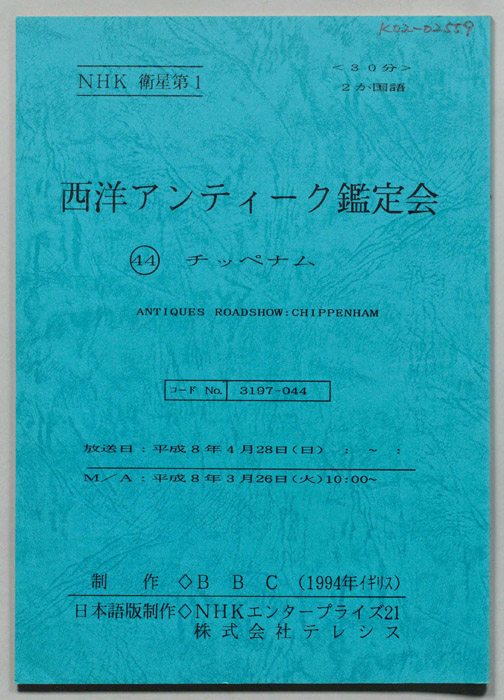 K02-02559
NHK 衛星第1
<30分>
2か国語
西洋アンティーク鑑定会
㊹ チッペナム
ANTIQUES ROADSHOW:CHIPPENHAM
コード No. 3197-044
放送日:平成8年4月28日(日) : ~ :
M/A:平成8年3月26日(火)10:00~
制 作◇BBC(1994年イギリス)
日本語版制作◇NHKエンタープライズ21
株式会社テレシス